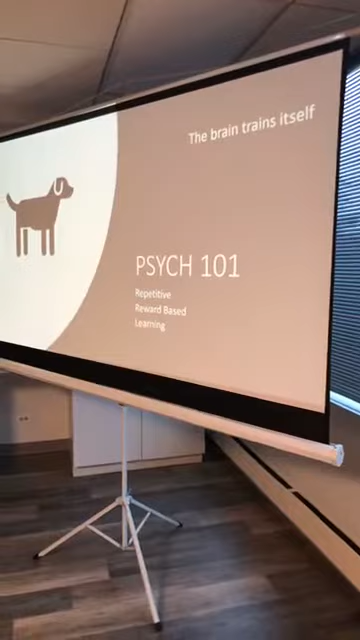 The brain trains itself
PSYCH 101
Repetitive
Reward Based
Learning